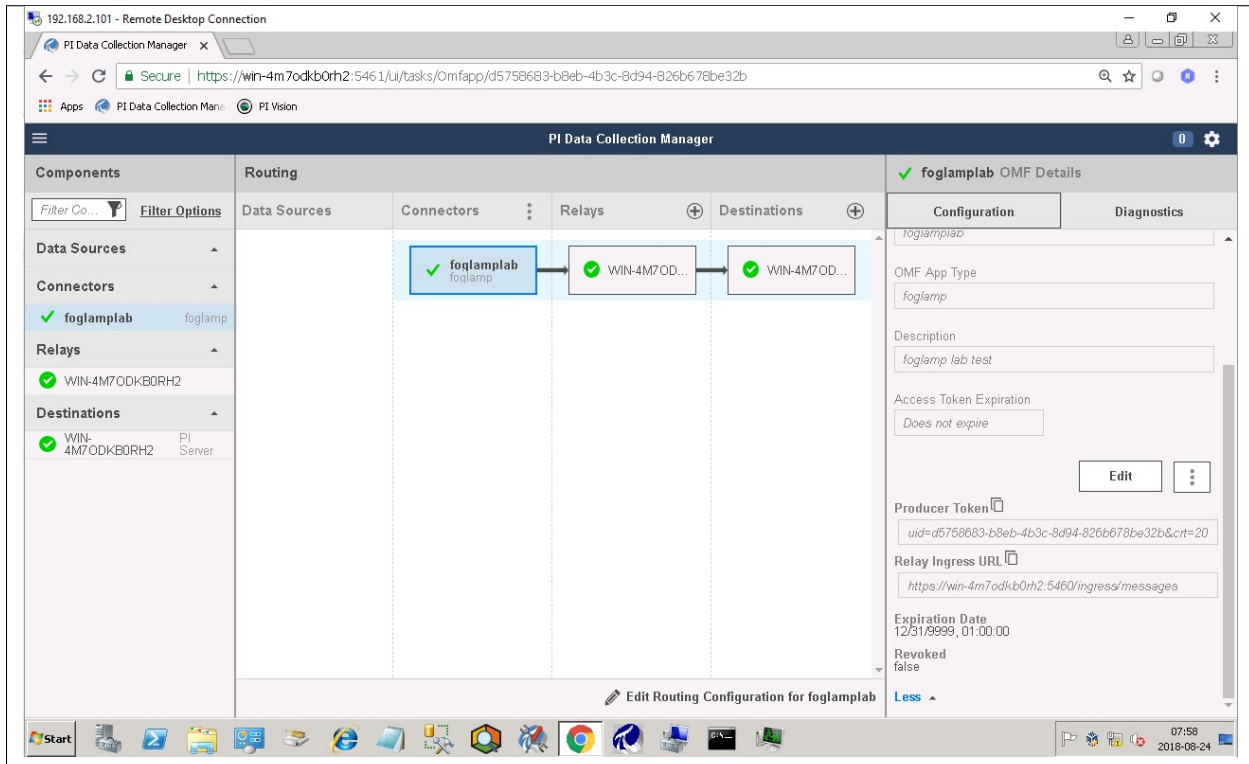 192.168.2.101 - Remote Desktop Connection
PI Data Collection Manager
Secure | https://win-4m7odkb0rh2:5461/ui/tasks/Omfapp/d5758683-b8eb-4b3c-8d94-826b678be32b
Apps PI Data Collection Mana PI Vision
PI Data Collection Manager 0
Components
Filter Co... Filter Options
Data Sources
Connectors
foglamplab foglamp
Relays
WIN-4M7ODKB0RH2
Destinations
WIN-4M7ODKB0RH2 PI Server
Routing
Data Sources Connectors Relays Destinations
foglamplab
foglamp
WIN-4M7OD...
WIN-4M7OD...
Edit Routing Configuration for foglamplab
foglamplab OMF Details
Configuration Diagnostics
foglamplab
OMF App Type
foglamp
Description
foglamp lab test
Access Token Expiration
Does not expire
Edit
Producer Token
uid=d5758683-b8eb-4b3c-8d94-826b678be32b&crt=20
Relay Ingress URL
https://win-4m7odkb0rh2:5460/ingress/messages
Expiration Date
12/31/9999, 01:00:00
Revoked
false
Less
Start
07:58
2018-08-24